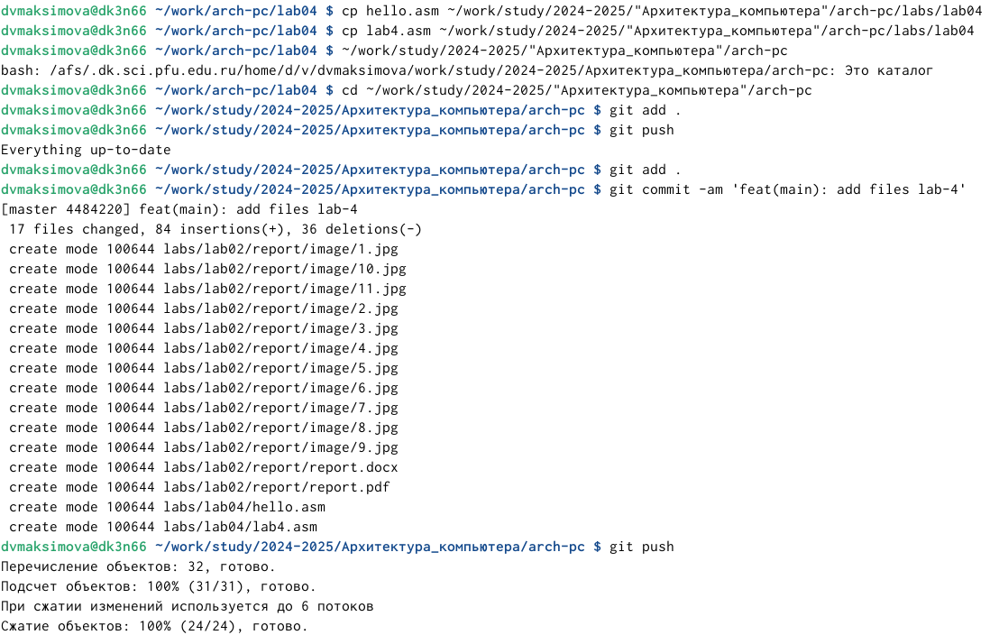 dvmaksimova@dk3n66 ~/work/arch-pc/lab04 $ cp hello.asm ~/work/study/2024-2025/"Архитектура_компьютера"/arch-pc/labs/lab04
dvmaksimova@dk3n66 ~/work/arch-pc/lab04 $ cp lab4.asm ~/work/study/2024-2025/"Архитектура_компьютера"/arch-pc/labs/lab04
dvmaksimova@dk3n66 ~/work/arch-pc/lab04 $ ~/work/study/2024-2025/"Архитектура_компьютера"/arch-pc
bash: /afs/.dk.sci.pfu.edu.ru/home/d/v/dvmaksimova/work/study/2024-2025/Архитектура_компьютера/arch-pc: Это каталог
dvmaksimova@dk3n66 ~/work/arch-pc/lab04 $ cd ~/work/study/2024-2025/"Архитектура_компьютера"/arch-pc
dvmaksimova@dk3n66 ~/work/study/2024-2025/Архитектура_компьютера/arch-pc $ git add .
dvmaksimova@dk3n66 ~/work/study/2024-2025/Архитектура_компьютера/arch-pc $ git push
Everything up-to-date
dvmaksimova@dk3n66 ~/work/study/2024-2025/Архитектура_компьютера/arch-pc $ git add .
dvmaksimova@dk3n66 ~/work/study/2024-2025/Архитектура_компьютера/arch-pc $ git commit -am 'feat(main): add files lab-4'
[master 4484220] feat(main): add files lab-4
 17 files changed, 84 insertions(+), 36 deletions(-)
 create mode 100644 labs/lab02/report/image/1.jpg
 create mode 100644 labs/lab02/report/image/10.jpg
 create mode 100644 labs/lab02/report/image/11.jpg
 create mode 100644 labs/lab02/report/image/2.jpg
 create mode 100644 labs/lab02/report/image/3.jpg
 create mode 100644 labs/lab02/report/image/4.jpg
 create mode 100644 labs/lab02/report/image/5.jpg
 create mode 100644 labs/lab02/report/image/6.jpg
 create mode 100644 labs/lab02/report/image/7.jpg
 create mode 100644 labs/lab02/report/image/8.jpg
 create mode 100644 labs/lab02/report/image/9.jpg
 create mode 100644 labs/lab02/report/report.docx
 create mode 100644 labs/lab02/report/report.pdf
 create mode 100644 labs/lab04/hello.asm
 create mode 100644 labs/lab04/lab4.asm
dvmaksimova@dk3n66 ~/work/study/2024-2025/Архитектура_компьютера/arch-pc $ git push
Перечисление объектов: 32, готово.
Подсчет объектов: 100% (31/31), готово.
При сжатии изменений используется до 6 потоков
Сжатие объектов: 100% (24/24), готово.